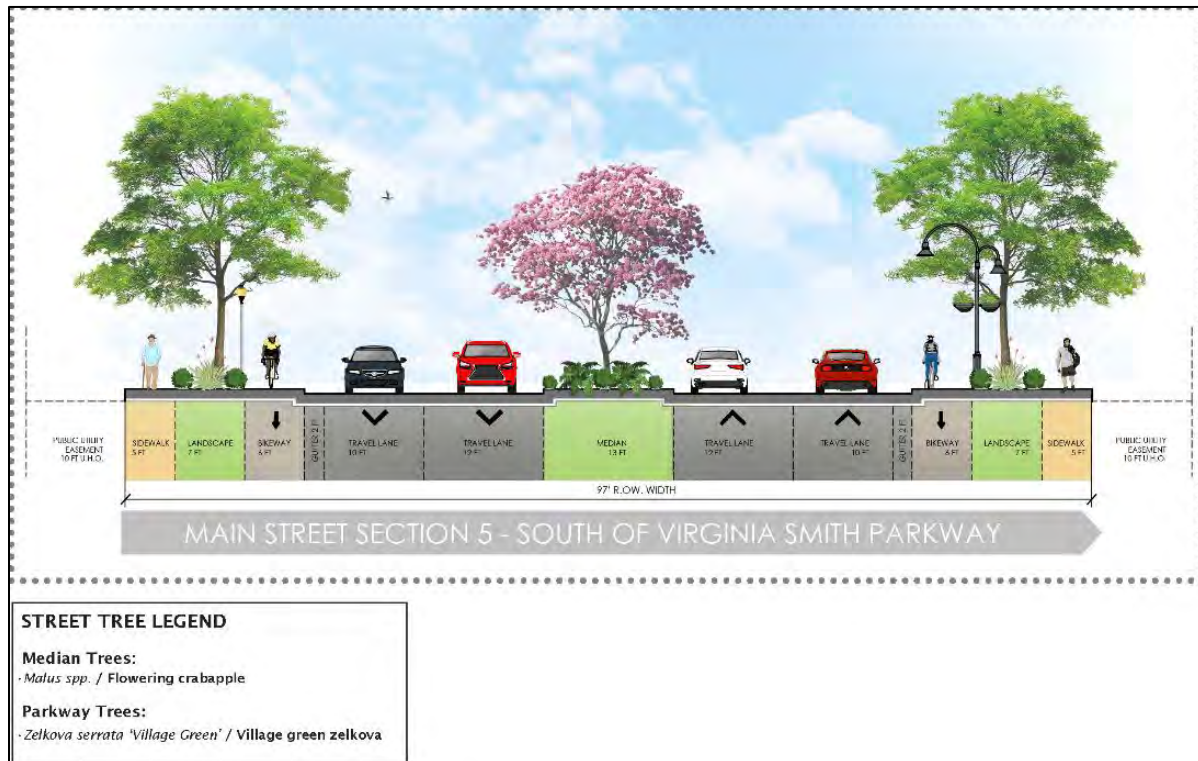 PUBLIC UTILITY
EASEMENT
10 FT U.H.O.
SIDEWALK
5 FT
LANDSCAPE
7 FT
BIKEWAY
6 FT
GUTTER 2 FT
TRAVEL LANE
10 FT
TRAVEL LANE
12 FT
MEDIAN
13 FT
TRAVEL LANE
12 FT
TRAVEL LANE
10 FT
GUTTER 2 FT
BIKEWAY
6 FT
LANDSCAPE
7 FT
SIDEWALK
5 FT
PUBLIC UTILITY
EASEMENT
10 FT U.H.O.
97' R.O.W. WIDTH
MAIN STREET SECTION 5 - SOUTH OF VIRGINIA SMITH PARKWAY
STREET TREE LEGEND
Median Trees:
·Malus spp. / Flowering crabapple
Parkway Trees:
·Zelkova serrata 'Village Green' / Village green zelkova